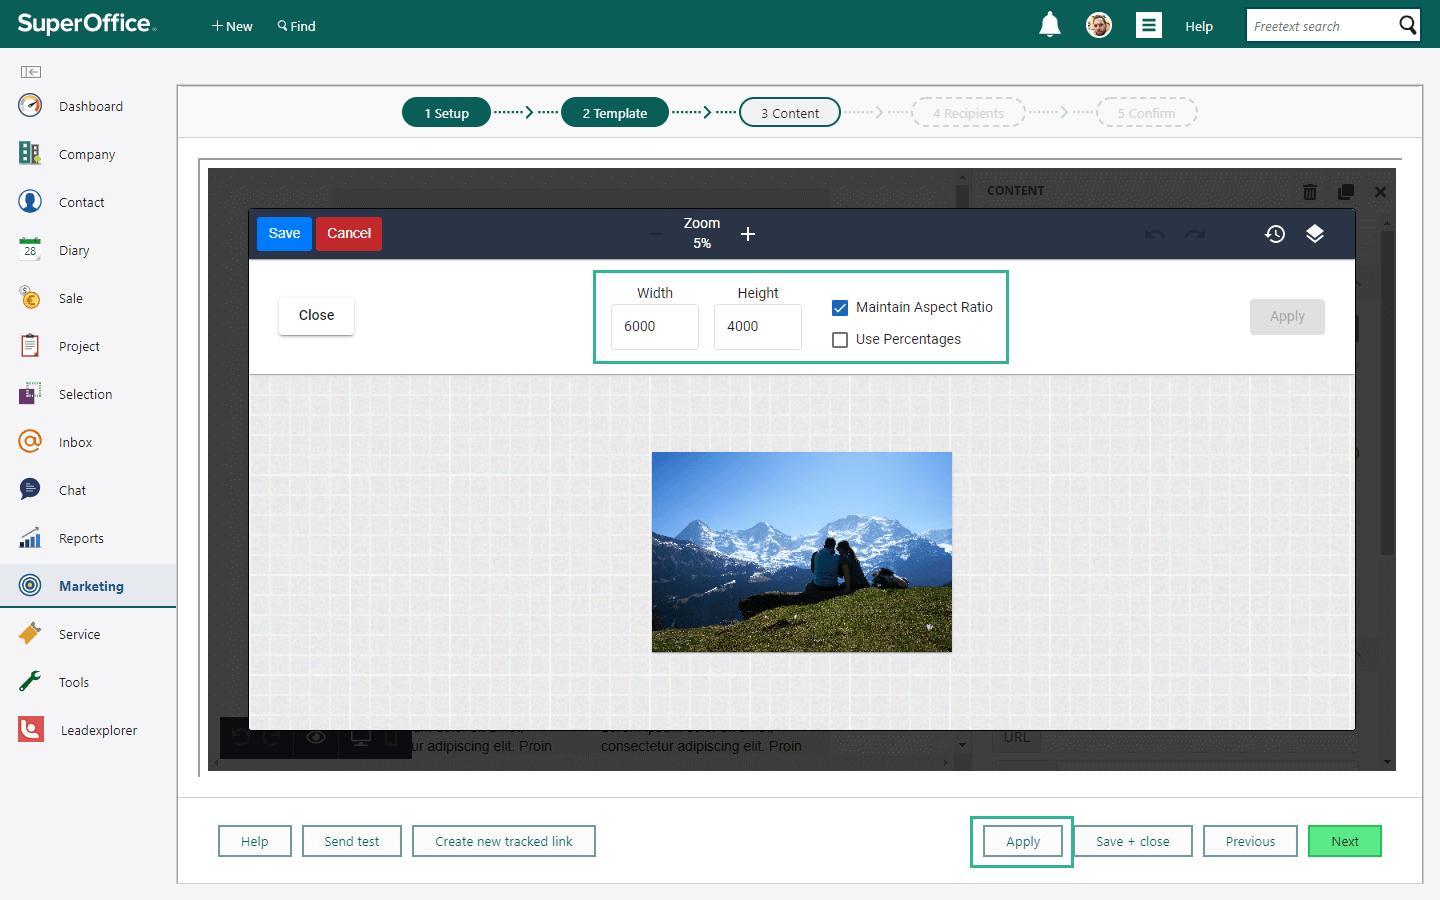 SuperOffice
+ New
Find
Help
Freetext search
Dashboard
Company
Contact
28
Diary
Sale
Project
Selection
Inbox
Chat
Reports
Marketing
Service
Tools
Leadexplorer
1 Setup
2 Template
3 Content
4 Recipients
5 Confirm
CONTENT
Save
Cancel
Zoom
5%
Close
Width
Height
6000
4000
Maintain Aspect Ratio
Use Percentages
Apply
ur adipiscing elit. Proin
consectetur adipiscing elit. Proin
URL
Help
Send test
Create new tracked link
Apply
Save + close
Previous
Next